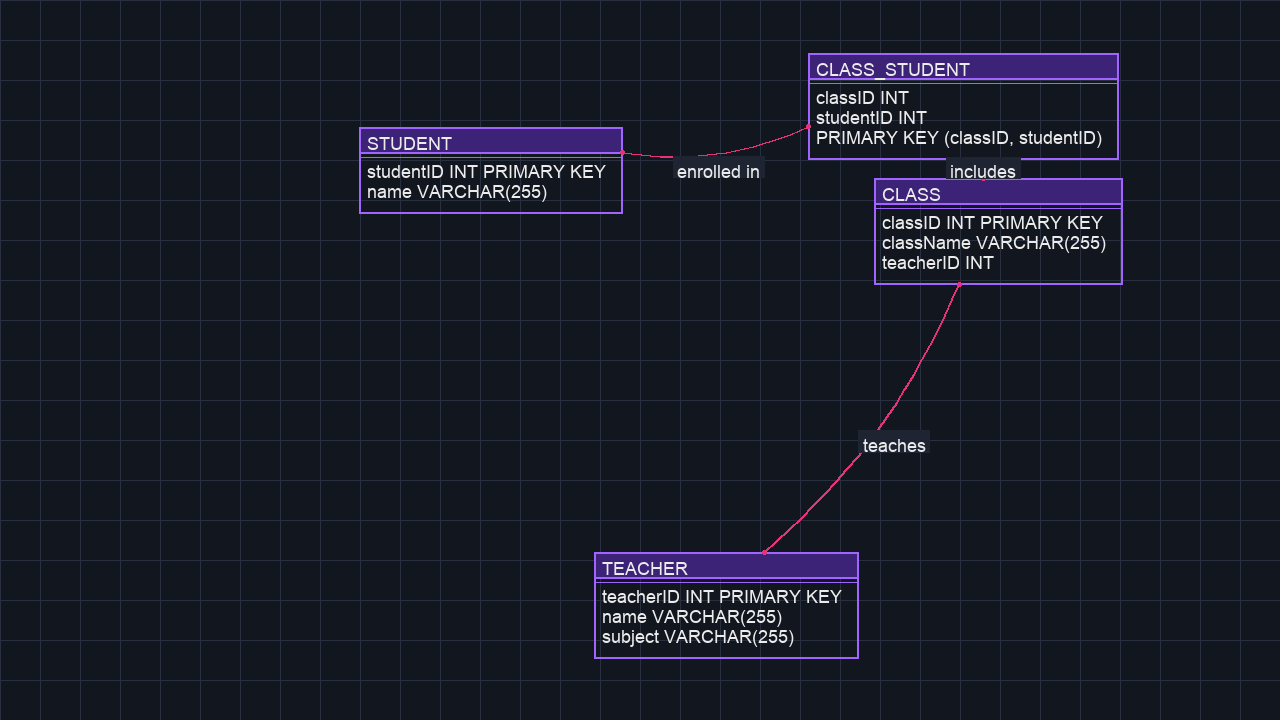 CLASS_STUDENT
classID INT
studentID INT
PRIMARY KEY (classID, studentID)
STUDENT
studentID INT PRIMARY KEY
name VARCHAR(255)
enrolled in
includes
CLASS
classID INT PRIMARY KEY
className VARCHAR(255)
teacherID INT
teaches
TEACHER
teacherID INT PRIMARY KEY
name VARCHAR(255)
subject VARCHAR(255)